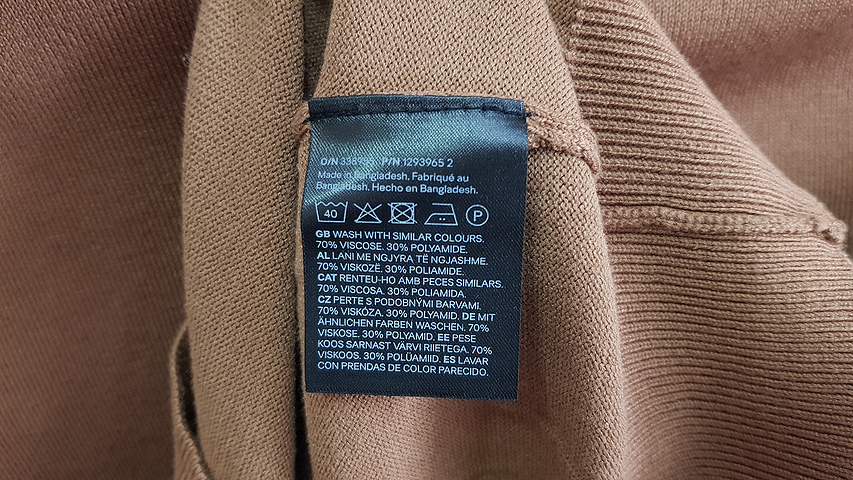 O/N P/N 1293965 2
Made in Bangladesh. Fabriqué au
Bangladesh. Hecho en Bangladesh.
40 P
GB WASH WITH SIMILAR COLOURS.
70% VISCOSE. 30% POLYAMIDE.
AL LANI ME NGJYRA TË NGJASHME.
70% VISKOZË. 30% POLIAMIDE.
CAT RENTEU-HO AMB PECES SIMILARS.
70% VISCOSA. 30% POLIAMIDA.
CZ PERTE S PODOBNÝMI BARVAMI.
70% VISKÓZA. 30% POLYAMID. DE MIT
ÄHNLICHEN FARBEN WASCHEN. 70%
VISKOSE. 30% POLYAMID. EE PESE
KOOS SARNAST VÄRVI RIIETEGA. 70%
VISKOOS. 30% POLÜAMIID. ES LAVAR
CON PRENDAS DE COLOR PARECIDO.